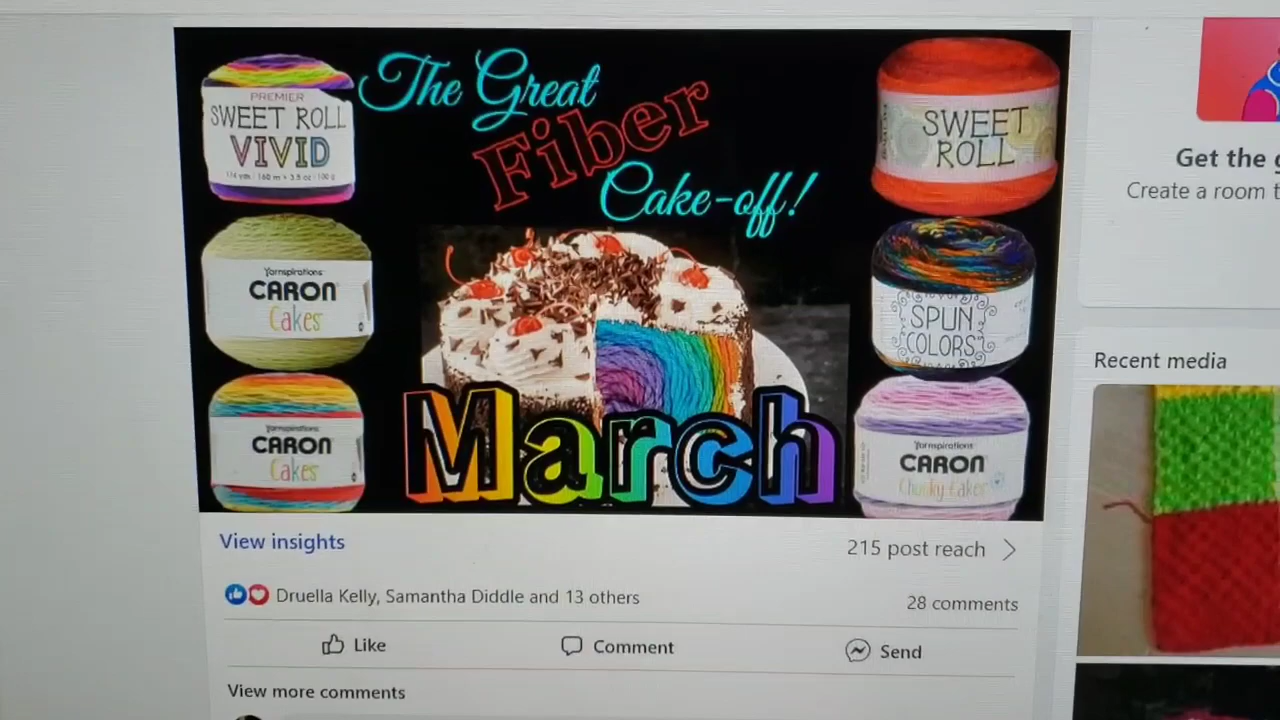 The Great
Fiber
Cake-off!
PREMIER
SWEET ROLL
VIVID
SWEET
ROLL
Yarnspirations
CARON
Cakes
SPUN
COLORS
Yarnspirations
CARON
Cakes
Yarnspirations
CARON
Chunky Cakes
March
View insights
215 post reach
Druella Kelly, Samantha Diddle and 13 others
28 comments
Like
Comment
Send
View more comments
Get the
Create a room t
Recent media